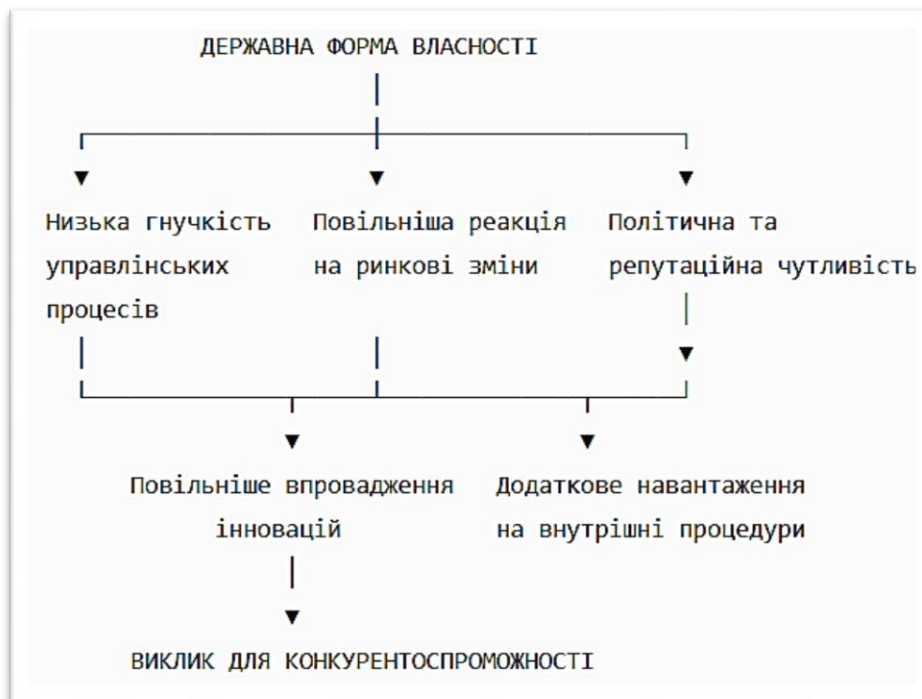 ДЕРЖАВНА ФОРМА ВЛАСНОСТІ
Низька гнучкість
управлінських
процесів
Повільніша реакція
на ринкові зміни
Політична та
репутаційна чутливість
Повільніше впровадження
інновацій
Додаткове навантаження
на внутрішні процедури
ВИКЛИК ДЛЯ КОНКУРЕНТОСПРОМОЖНОСТІ